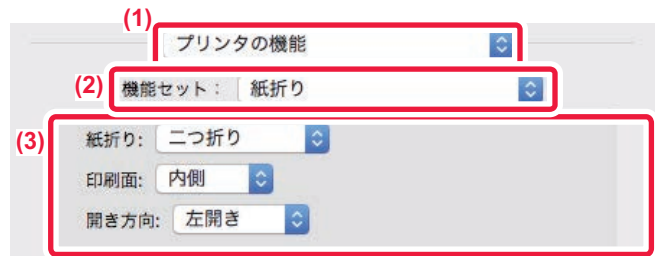 (1)
プリンタの機能
(2) 機能セット： 紙折り
(3)
紙折り: 二つ折り
印刷面: 内側
開き方向: 左開き